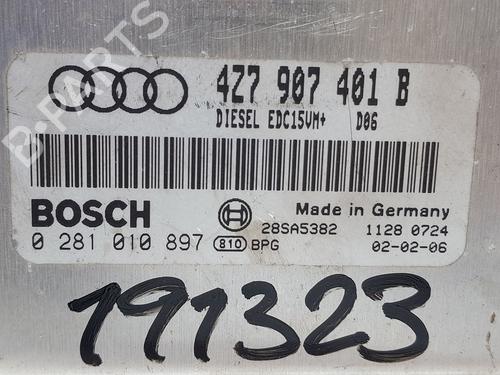 B-PARTS
4Z7 907 401 B
DIESEL EDC15VM+ D06
BOSCH
Made in Germany
28SA5382 1128 0724
0 281 010 897 810 BPG 02-02-06
191323